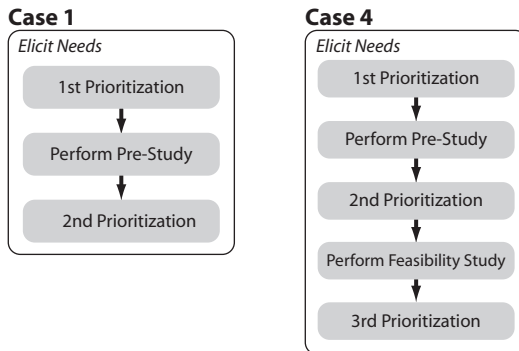 Case 1
Elicit Needs
1st Prioritization
Perform Pre-Study
2nd Prioritization
Case 4
Elicit Needs
1st Prioritization
Perform Pre-Study
2nd Prioritization
Perform Feasibility Study
3rd Prioritization